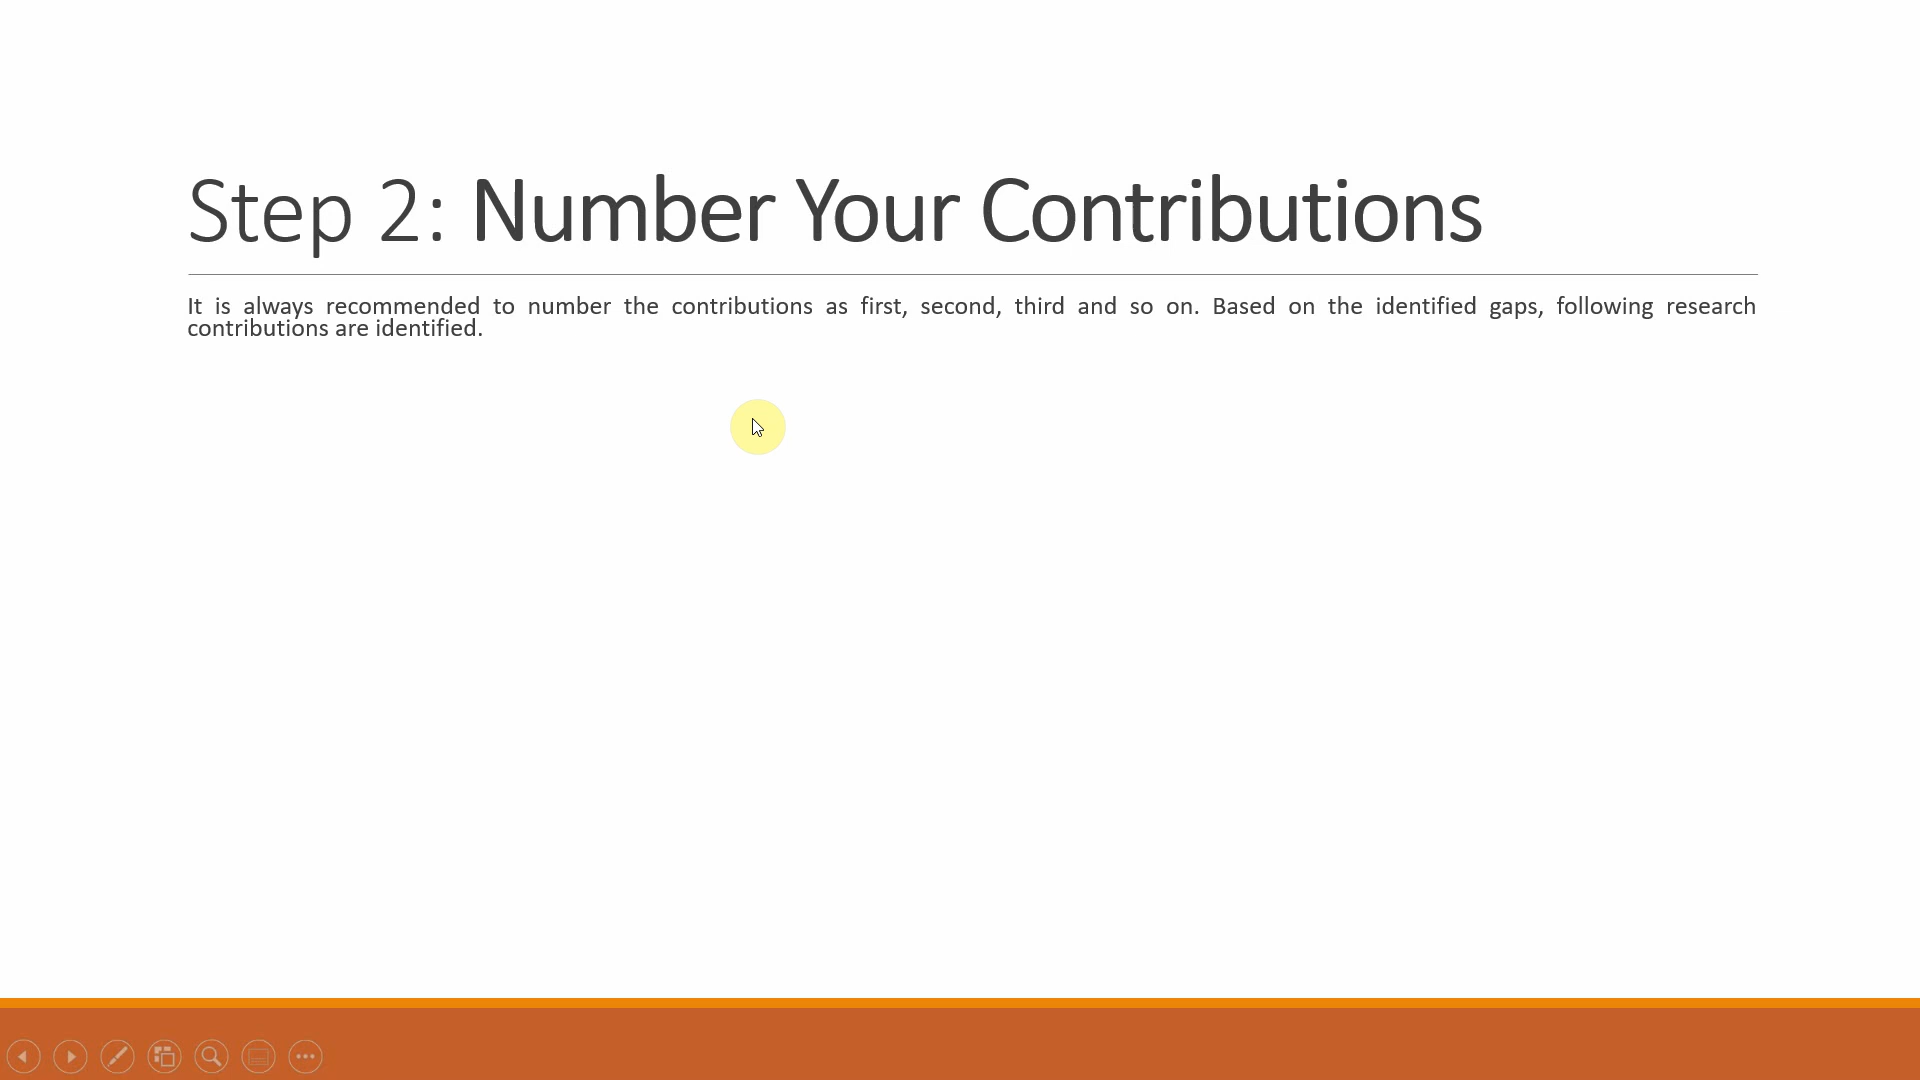 Step 2: Number Your Contributions
It is always recommended to number the contributions as first, second, third and so on. Based on the identified gaps, following research
contributions are identified.